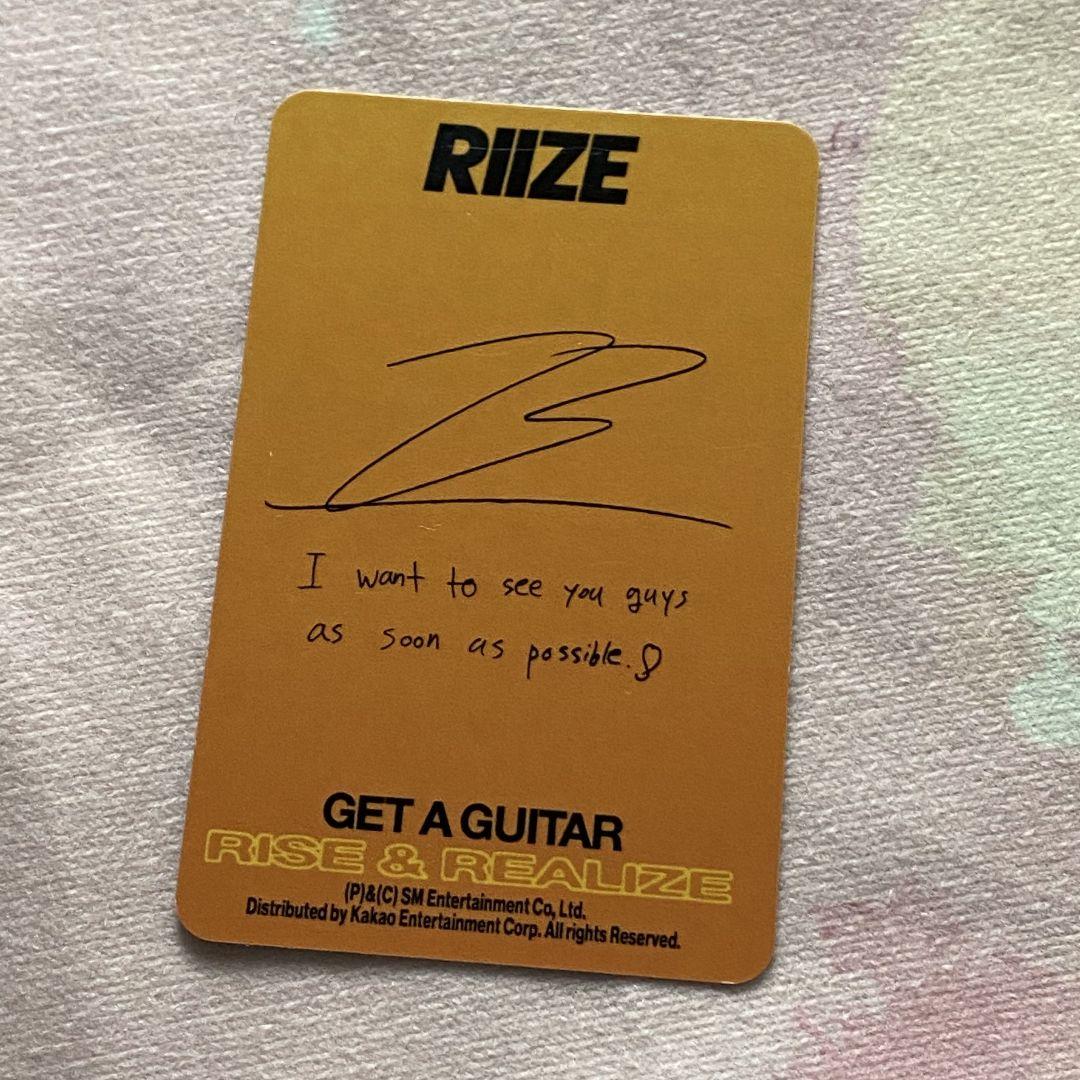 RIIZE
I want to see you guys
as soon as possible.
GET A GUITAR
RISE & REALIZE
(P)&(C) SM Entertainment Co., Ltd.
Distributed by Kakao Entertainment Corp. All rights Reserved.